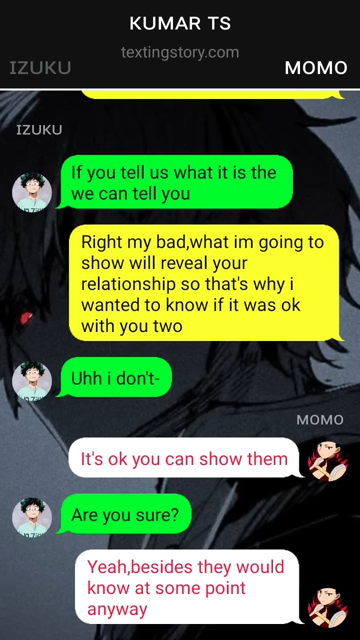 KUMAR TS
textingstory.com
IZUKU
MOMO
IZUKU
If you tell us what it is the
we can tell you
Right my bad,what im going to
show will reveal your
relationship so that's why i
wanted to know if it was ok
with you two
Uhh i don't-
MOMO
It's ok you can show them
Are you sure?
Yeah,besides they would
know at some point
anyway